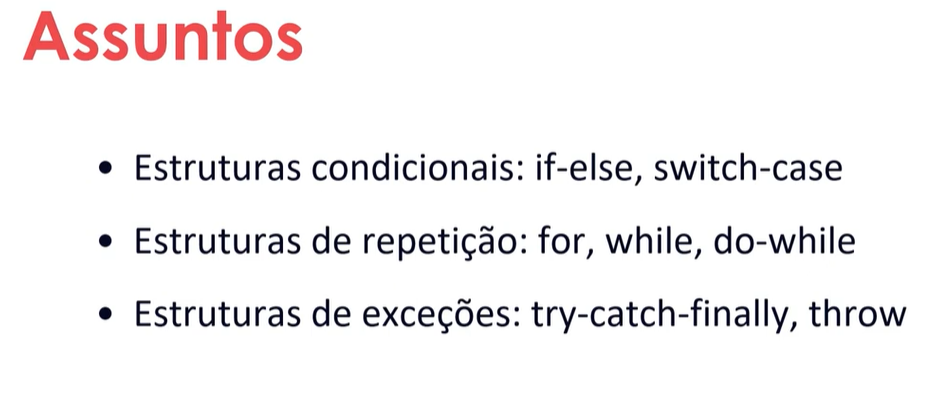 Assuntos
• Estruturas condicionais: if-else, switch-case
• Estruturas de repetição: for, while, do-while
• Estruturas de exceções: try-catch-finally, throw